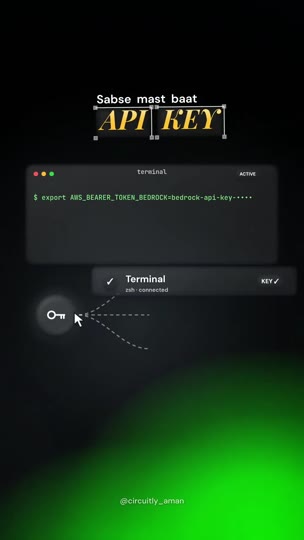 Sabse mast baat
API KEY
terminal
ACTIVE
$ export AWS_BEARER_TOKEN_BEDROCK=bedrock-api-key-••••
✓ Terminal
zsh · connected
KEY✓
@circuitly_aman